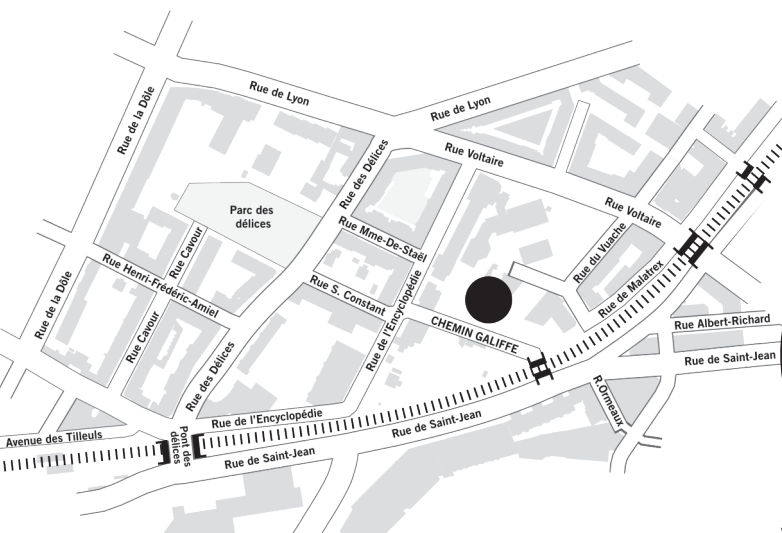 Rue de la Dôle
Rue de Lyon
Rue de Lyon
Rue des Délices
Rue Voltaire
Parc des
délices
Rue Mme-De-Staël
Rue Voltaire
Rue Cavour
Rue du Vuache
Rue Henri-Frédéric-Amiel
Rue S. Constant
Rue de l'Encyclopédie
Rue de Malatrex
Rue de la Dôle
Rue Cavour
CHEMIN GALIFFE
Rue Albert-Richard
Rue des Délices
Rue de Saint-Jean
R.Ormeaux
Rue de l'Encyclopédie
Rue de Saint-Jean
Avenue des Tilleuls
Pont des
délices
Rue de Saint-Jean